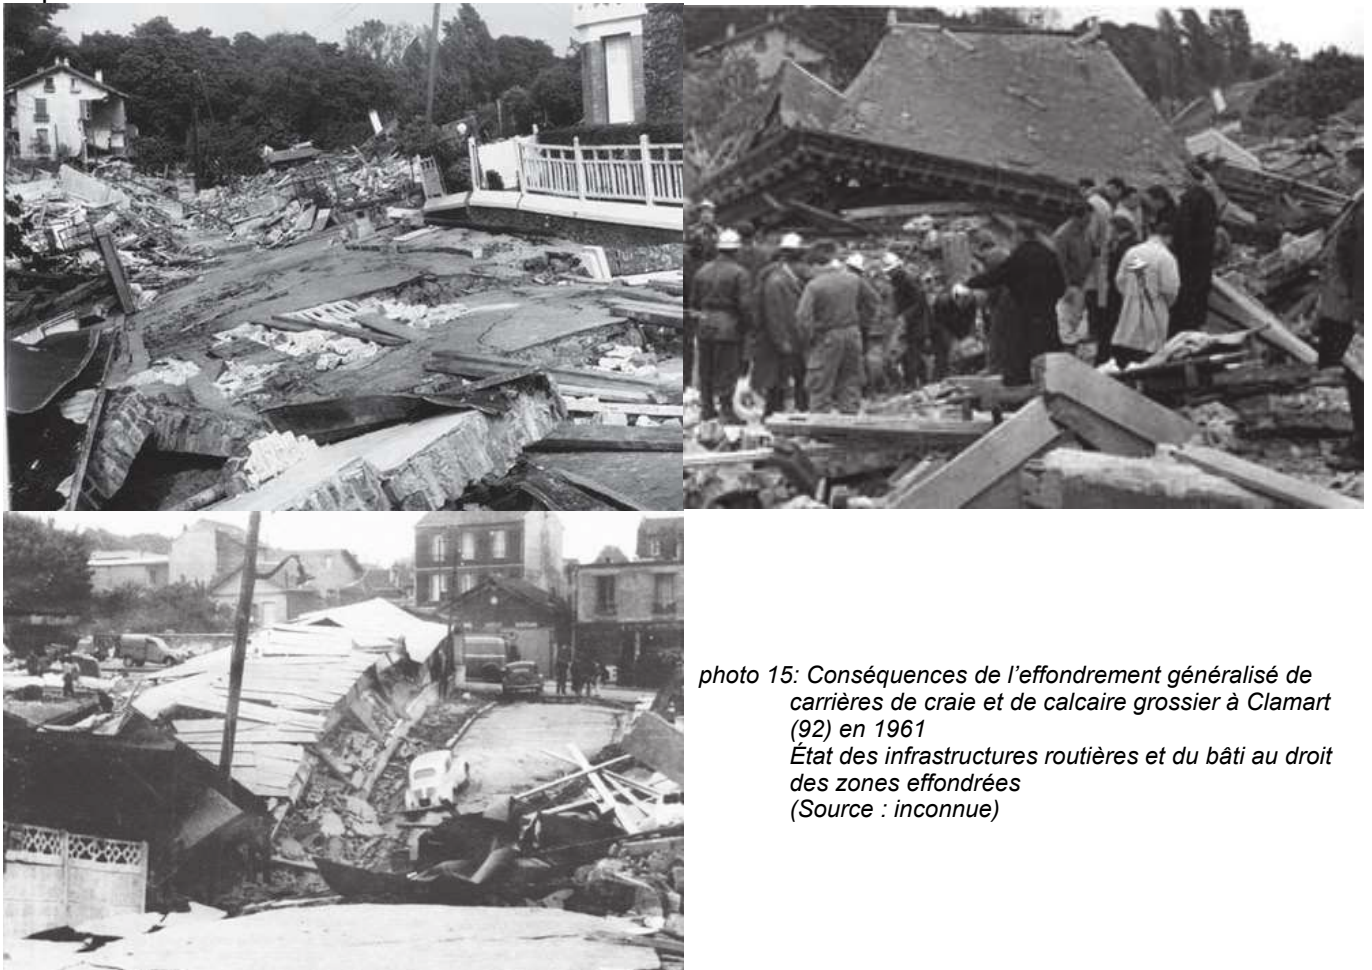 photo 15: Conséquences de l'effondrement généralisé de
carrières de craie et de calcaire grossier à Clamart
(92) en 1961
État des infrastructures routières et du bâti au droit
des zones effondrées
(Source : inconnue)